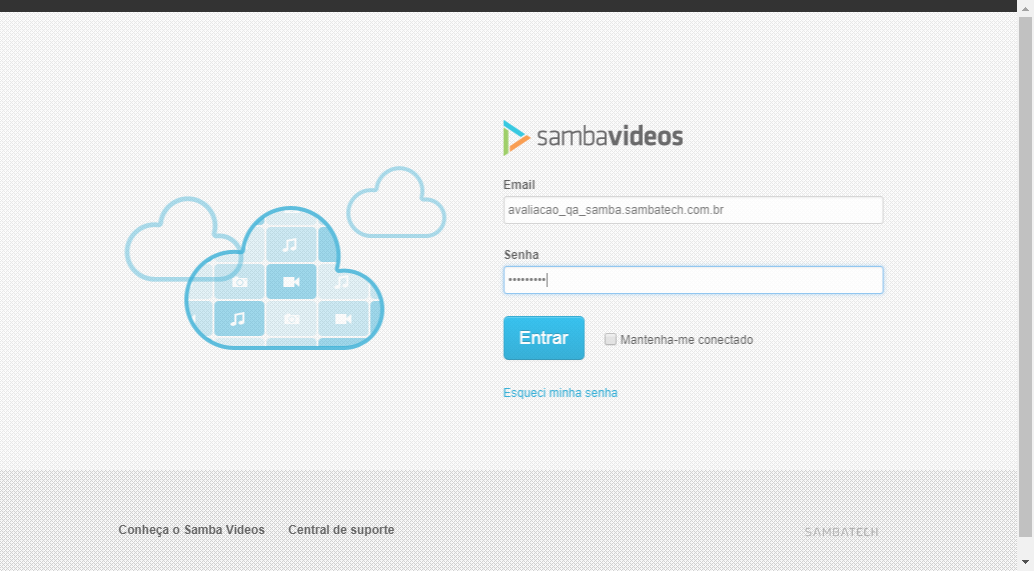 sambavideos
Email
avaliacao_qa_samba.sambatech.com.br
Senha
•••••••••
Entrar
Mantenha-me conectado
Esqueci minha senha
Conheça o Samba Videos
Central de suporte
SAMBATECH